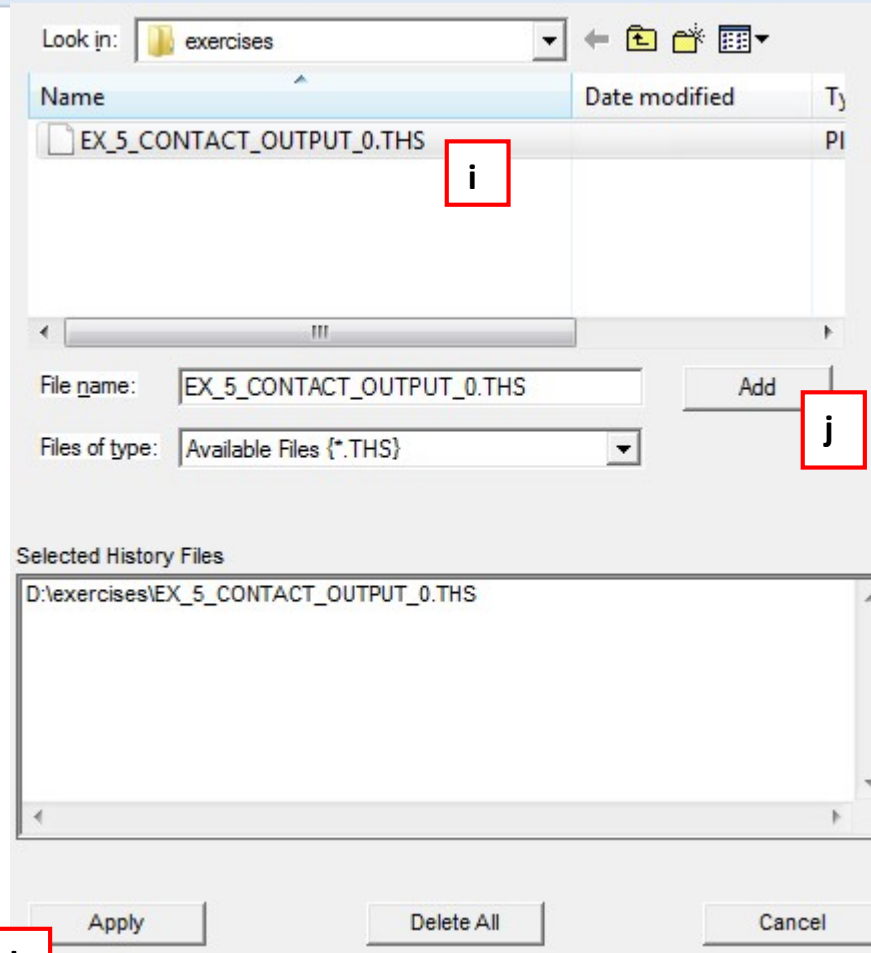 Look in: exercises
Name Date modified Ty
EX_5_CONTACT_OUTPUT_0.THS PI
i
File name: EX_5_CONTACT_OUTPUT_0.THS Add
j
Files of type: Available Files {*.THS}
Selected History Files
D:\exercises\EX_5_CONTACT_OUTPUT_0.THS
Apply Delete All Cancel